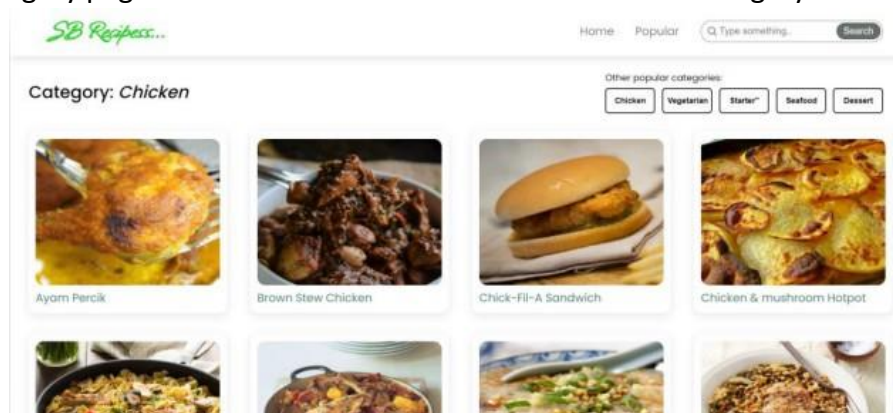 SB Recipess...
Home Popular Type something.. Search
Category: Chicken
Other popular categories:
Chicken Vegetarian Starter" Seafood Dessert
Ayam Percik Brown Stew Chicken Chick-Fil-A Sandwich Chicken & mushroom Hotpot